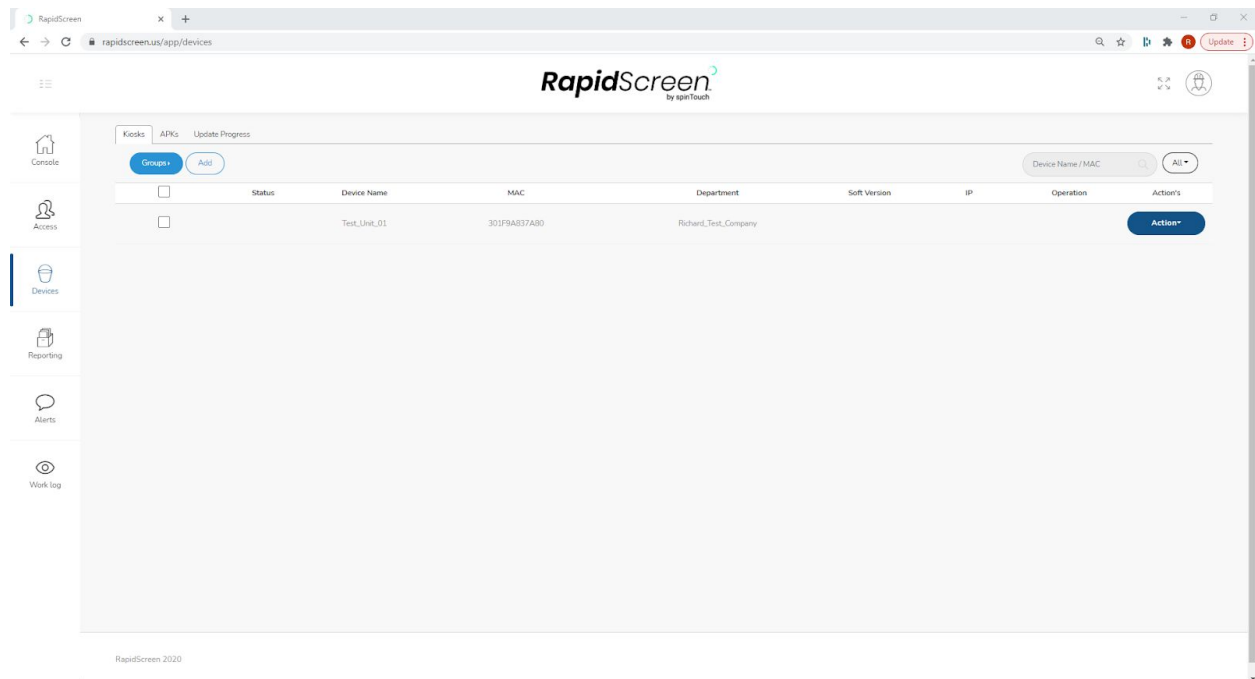 RapidScreen
rapidscreen.us/app/devices
R
Update
RapidScreen
by spinTouch
Console
Access
Devices
Reporting
Alerts
Work log
Kiosks APKs Update Progress
Groups Add Device Name / MAC All
Status Device Name MAC Department Soft Version IP Operation Action's
Test_Unit_01 301F9A837A80 Richard_Test_Company Action
RapidScreen 2020